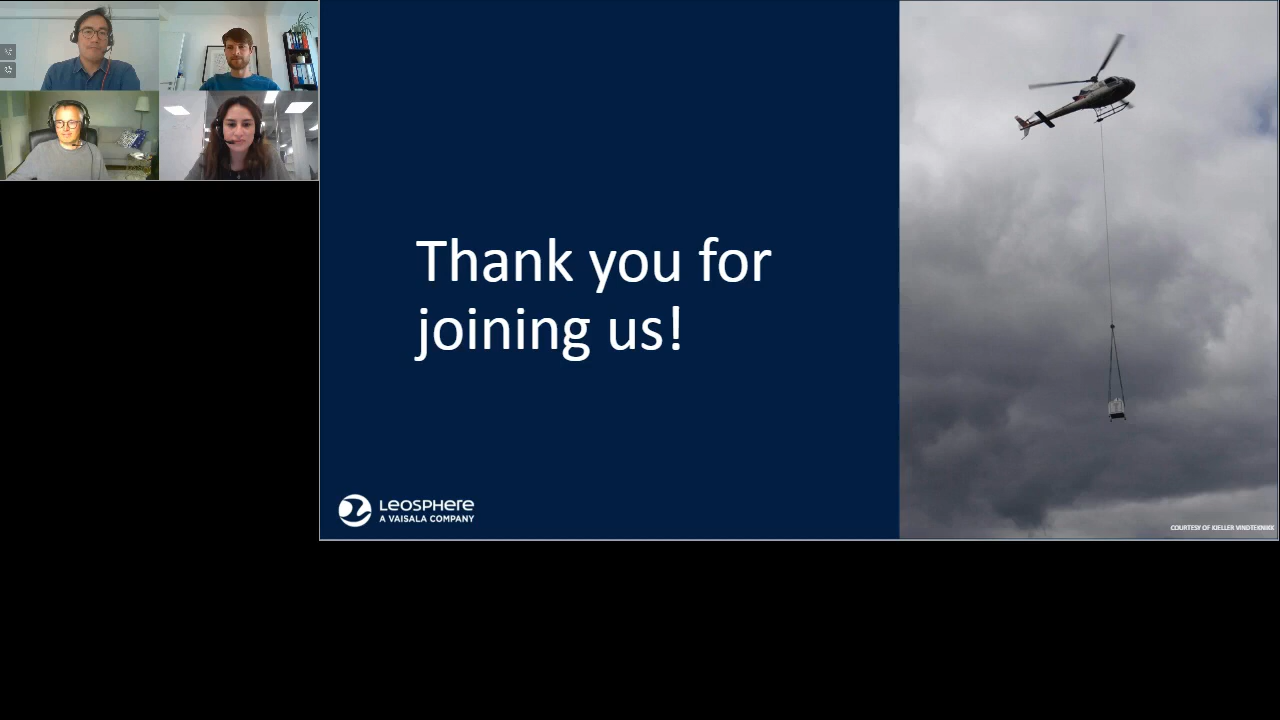 Thank you for
joining us!
LEOSPHERE
A VAISALA COMPANY
COURTESY OF KJELLER VINDTEKNIKK